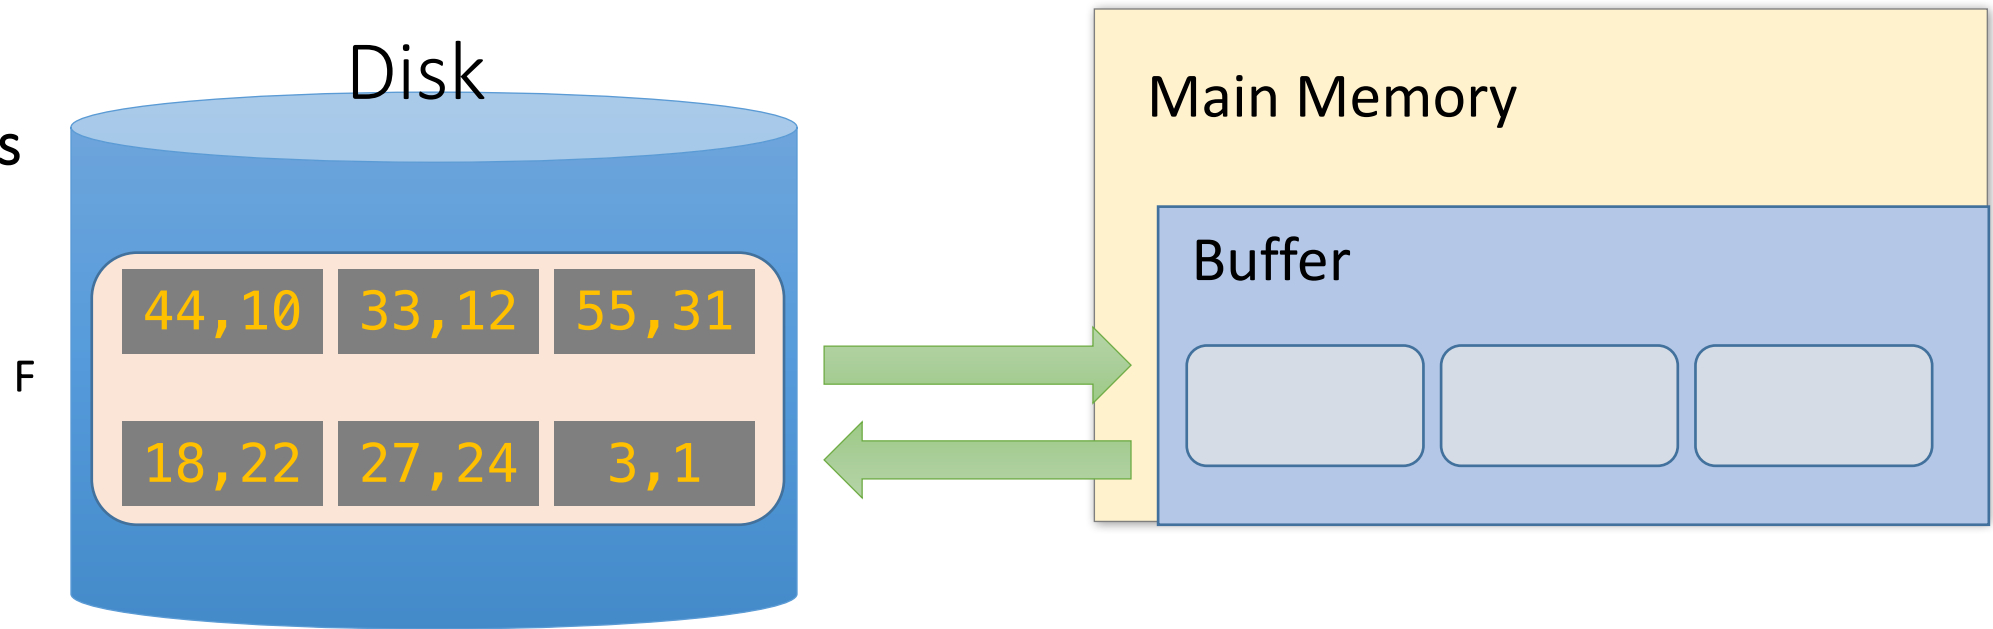 Disk
s
44,10 33,12 55,31
F
18,22 27,24 3,1
Main Memory
Buffer